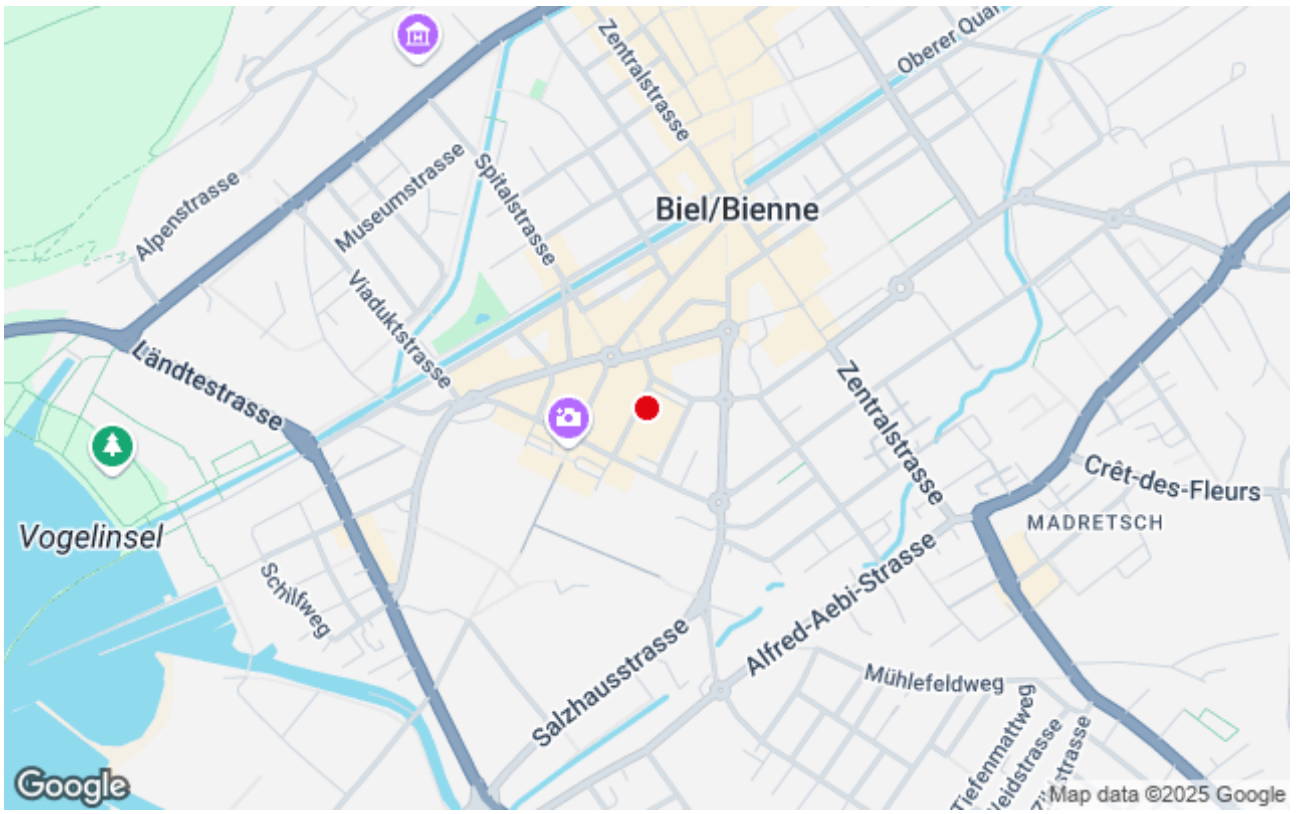 Zentralstrasse
Oberer Quai
Alpenstrasse
Museumstrasse
Spitalstrasse
Biel/Bienne
Viaduktstrasse
Ländtestrasse
Zentralstrasse
Crêt-des-Fleurs
MADRETSCH
Vogelinsel
Schilfweg
Alfred-Aebi-Strasse
Salzhausstrasse
Mühlefeldweg
Tiefenmattweg
Google
Map data ©2025 Google